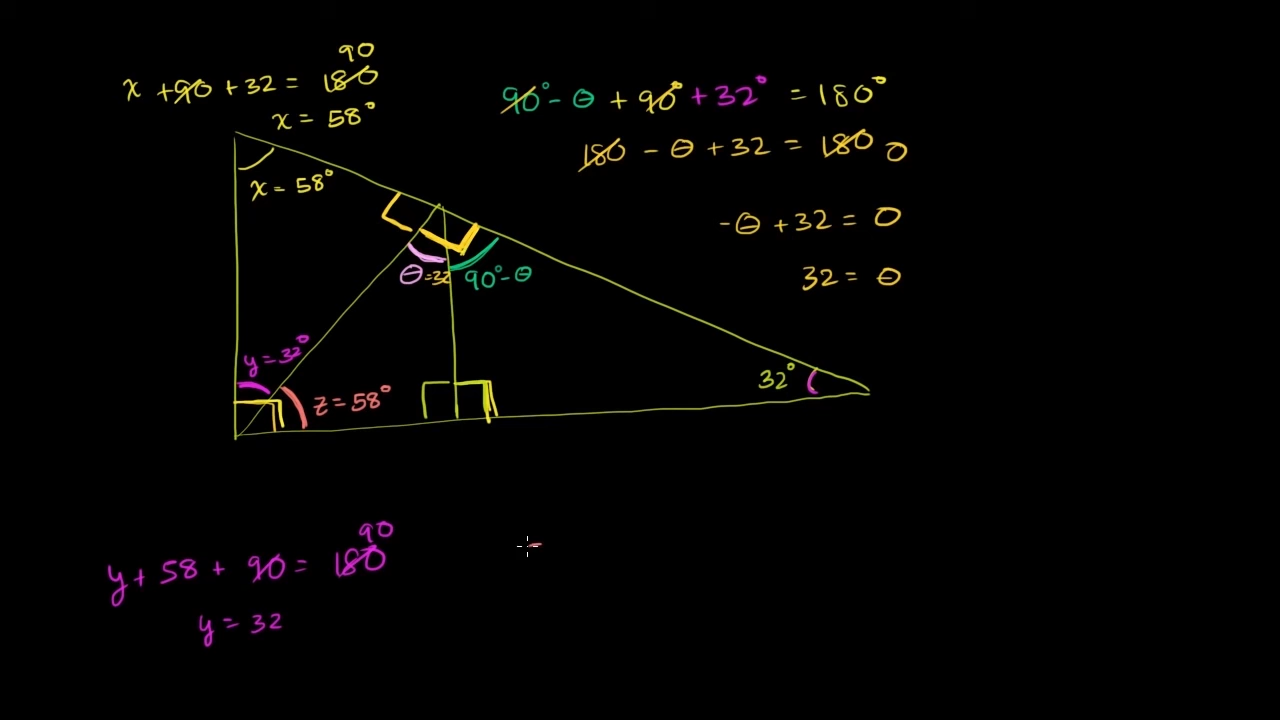 90
x + 90 + 32 = 180
x = 58°
90° - θ + 90° + 32° = 180°
180 - θ + 32 = 180 0
x = 58°
-θ + 32 = 0
θ = 32
90° - θ
32 = θ
y = 32°
32°
z = 58°
90
y + 58 + 90 = 180
y = 32